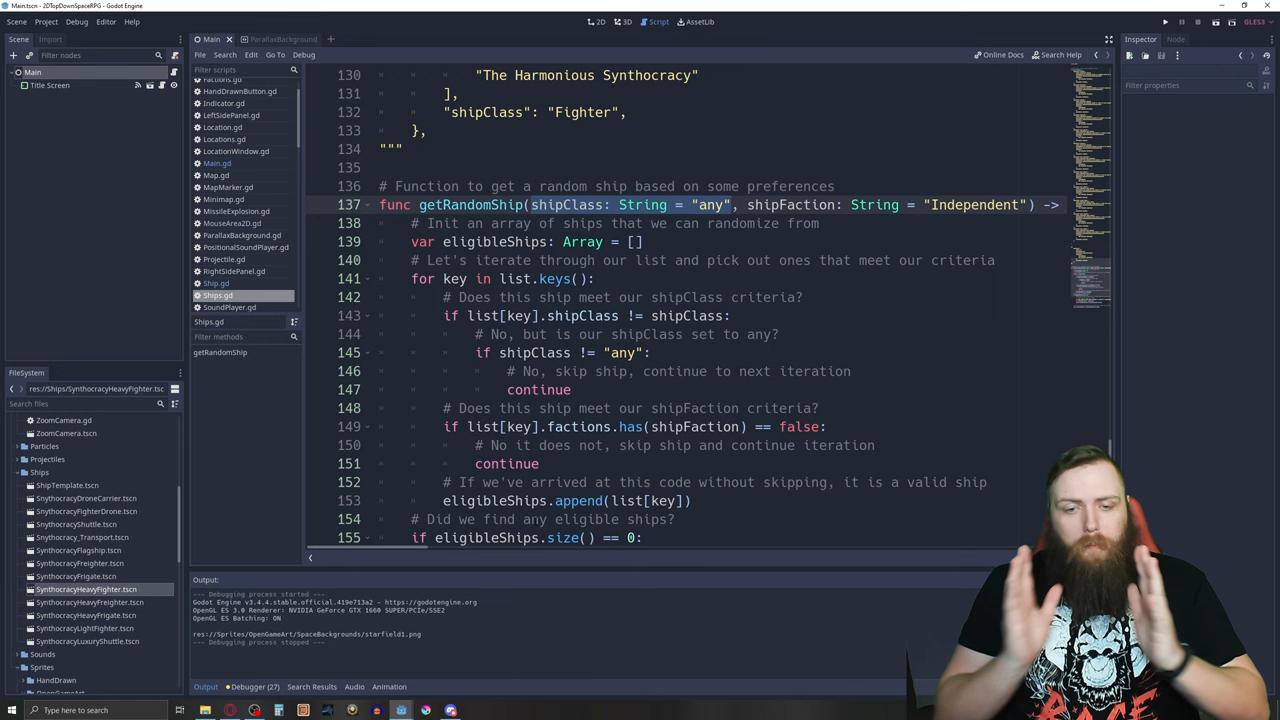 Main.tscn - 2DTopDownSpaceRPG - Godot Engine
Scene Project Debug Editor Help
2D 3D Script AssetLib
GLES3
Scene Import
Filter nodes
Main
Title Screen
Main ParallaxBackground
File Search Edit Go To Debug
Online Docs Search Help
Filter scripts
Factions.gd
HandDrawnButton.gd
Indicator.gd
LeftSidePanel.gd
Location.gd
Locations.gd
LocationWindow.gd
Main.gd
Map.gd
MapMarker.gd
Minimap.gd
MissileExplosion.gd
MouseArea2D.gd
ParallaxBackground.gd
PositionalSoundPlayer.gd
Projectile.gd
RightSidePanel.gd
Ship.gd
Ships.gd
SoundPlayer.gd
Ships.gd
Filter methods
getRandomShip
130 "The Harmonious Synthocracy"
131 ],
132 "shipClass": "Fighter",
133 },
134 """
135
136 # Function to get a random ship based on some preferences
137 func getRandomShip(shipClass: String = "any", shipFaction: String = "Independent") ->
138 # Init an array of ships that we can randomize from
139 var eligibleShips: Array = []
140 # Let's iterate through our list and pick out ones that meet our criteria
141 for key in list.keys():
142 # Does this ship meet our shipClass criteria?
143 if list[key].shipClass != shipClass:
144 # No, but is our shipClass set to any?
145 if shipClass != "any":
146 # No, skip ship, continue to next iteration
147 continue
148 # Does this ship meet our shipFaction criteria?
149 if list[key].factions.has(shipFaction) == false:
150 # No it does not, skip ship and continue iteration
151 continue
152 # If we've arrived at this code without skipping, it is a valid ship
153 eligibleShips.append(list[key])
154 # Did we find any eligible ships?
155 if eligibleShips.size() == 0:
Inspector Node
Filter properties
FileSystem
res://Ships/SynthocracyHeavyFighter.tsc
Search files
ZoomCamera.gd
ZoomCamera.tscn
Particles
Projectiles
Ships
ShipTemplate.tscn
SnythocracyDroneCarrier.tscn
SynthocracyFighterDrone.tscn
SnythocracyShuttle.tscn
Synthocracy_Transport.tscn
SynthocracyFlagship.tscn
SynthocracyFreighter.tscn
SynthocracyFrigate.tscn
SynthocracyHeavyFighter.tscn
SynthocracyHeavyFreighter.tscn
SynthocracyHeavyFrigate.tscn
SynthocracyLightFighter.tscn
SynthocracyLuxuryShuttle.tscn
Sounds
Sprites
HandDrawn
OpenGameArt
Output:
--- Debugging process started ---
Godot Engine v3.4.4.stable.official.419e713a2 - https://godotengine.org
OpenGL ES 3.0 Renderer: NVIDIA GeForce GTX 1660 SUPER/PCIe/SSE2
OpenGL ES Batching: ON
res://Sprites/OpenGameArt/SpaceBackgrounds/starfield1.png
--- Debugging process stopped ---
Output Debugger (27) Search Results Audio Animation
Type here to search